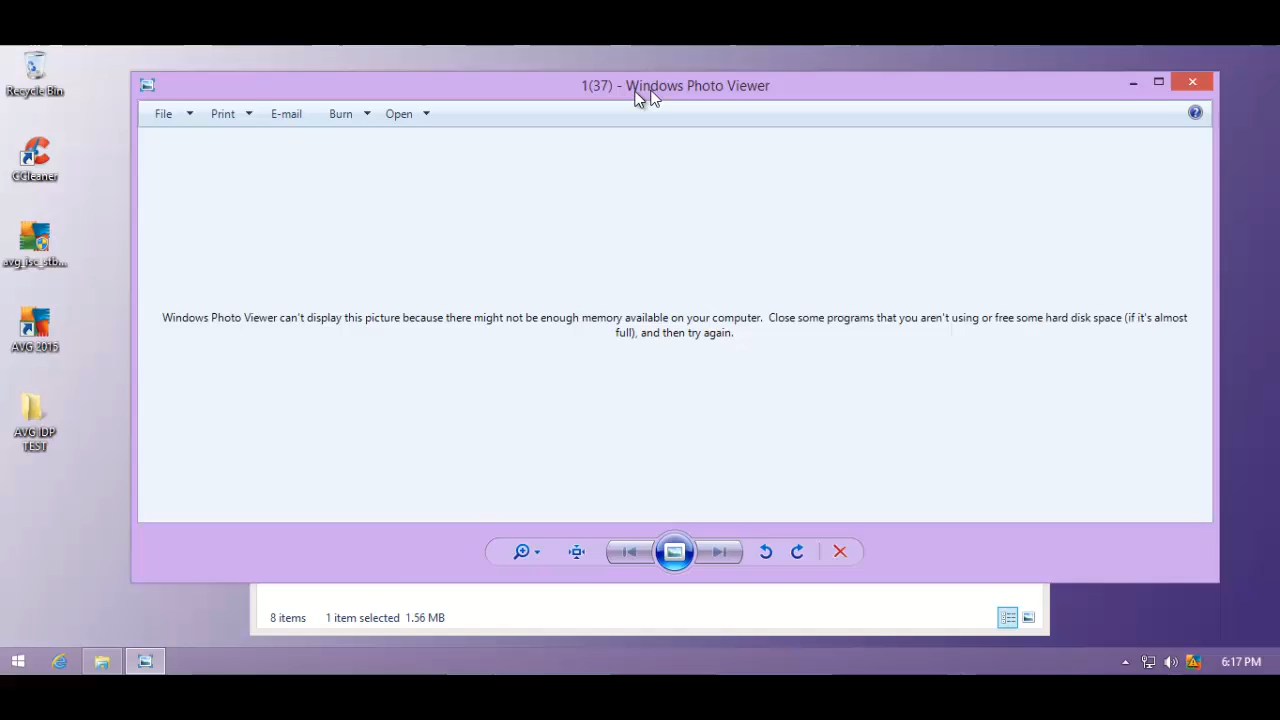 1(37) - Windows Photo Viewer
File Print E-mail Burn Open
Windows Photo Viewer can't display this picture because there might not be enough memory available on your computer. Close some programs that you aren't using or free some hard disk space (if it's almost
full), and then try again.
Recycle Bin
CCleaner
avg_isc_stb...
AVG 2015
AVG IDP
TEST
8 items 1 item selected 1.56 MB
6:17 PM